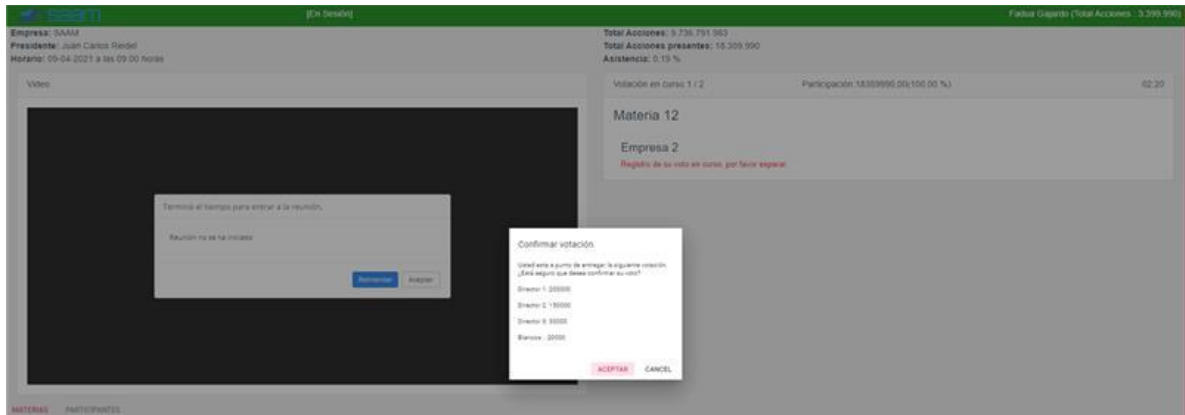 saam
[En Sesión]
Fadua Gajardo (Total Acciones : 3.399.990)
Empresa: SAAM
Presidente: Juan Carlos Riedel
Horario: 09-04-2021 a las 09:00 horas
Total Acciones: 9.736.791.983
Total Acciones presentes: 18.309.990
Asistencia: 0.19 %
Video
Votación en curso 1 / 2
Participación:18309990,00(100.00 %)
02:20
Materia 12
Empresa 2
Registro de su voto en curso, por favor esperar.
Terminó el tiempo para entrar a la reunión.
Reunión no se ha iniciado
Reintentar
Aceptar
Confirmar votación
Usted esta a punto de entregar la siguiente votación.
¿Está seguro que desea confirmar su voto?
Director 1: 200000
Director 2: 150000
Director
Blancos : 20000
ACEPTAR
CANCEL
MATERIAS
PARTICIPANTES